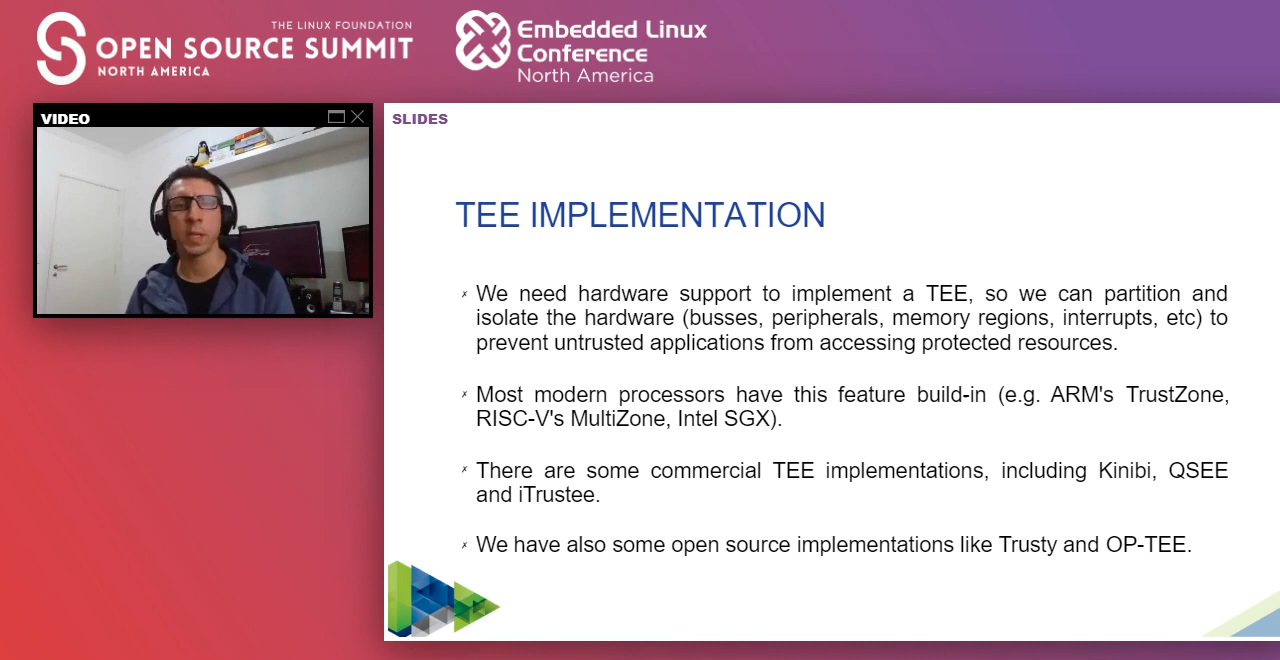 THE LINUX FOUNDATION
OPEN SOURCE SUMMIT
NORTH AMERICA
Embedded Linux
Conference
North America
VIDEO
SLIDES
TEE IMPLEMENTATION
We need hardware support to implement a TEE, so we can partition and
isolate the hardware (busses, peripherals, memory regions, interrupts, etc) to
prevent untrusted applications from accessing protected resources.
Most modern processors have this feature build-in (e.g. ARM's TrustZone,
RISC-V's MultiZone, Intel SGX).
There are some commercial TEE implementations, including Kinibi, QSEE
and iTrustee.
We have also some open source implementations like Trusty and OP-TEE.